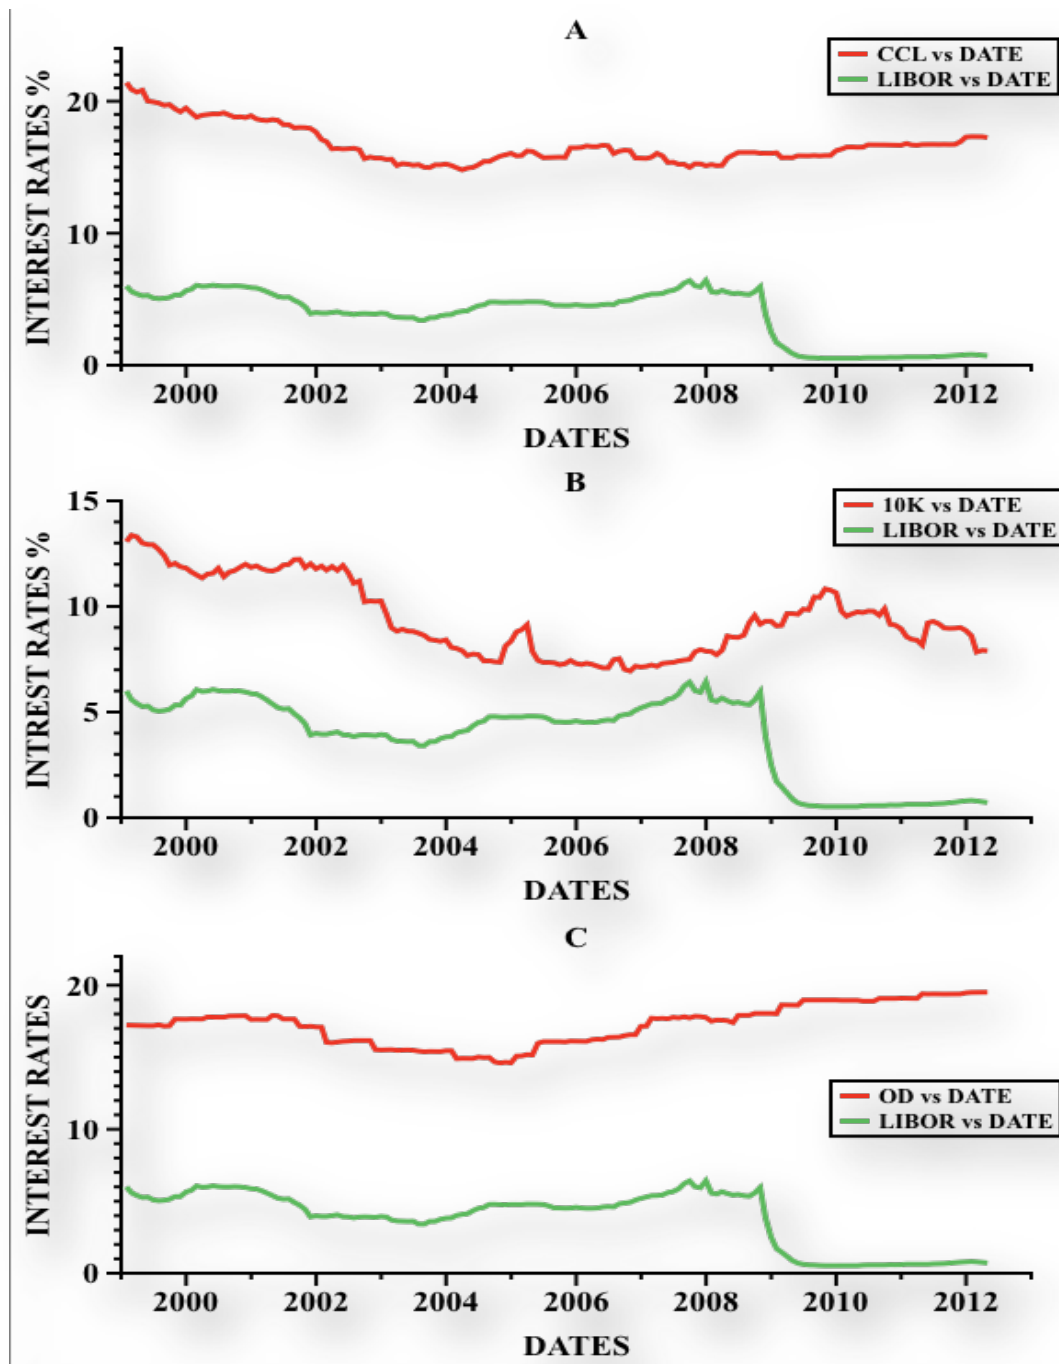 A
CCL vs DATE
LIBOR vs DATE
INTEREST RATES %
20
10
0
2000 2002 2004 2006 2008 2010 2012
DATES
B
10K vs DATE
LIBOR vs DATE
INTREST RATES %
15
10
5
0
2000 2002 2004 2006 2008 2010 2012
DATES
C
INTEREST RATES
20
10
0
OD vs DATE
LIBOR vs DATE
2000 2002 2004 2006 2008 2010 2012
DATES